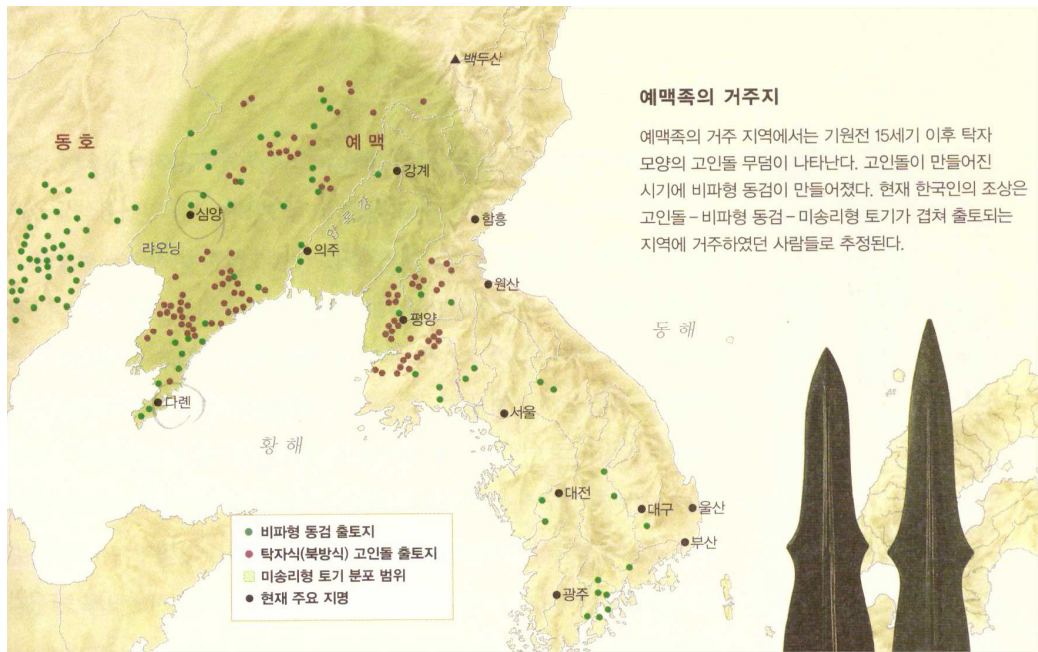 백두산
예맥족의 거주지
예맥족의 거주 지역에서는 기원전 15세기 이후 탁자
모양의 고인돌 무덤이 나타난다. 고인돌이 만들어진
시기에 비파형 동검이 만들어졌다. 현재 한국인의 조상은
고인돌 – 비파형 동검 – 미송리형 토기가 겹쳐 출토되는
지역에 거주하였던 사람들로 추정된다.
동호
예맥
강계
심양
함흥
랴오닝
의주
압록강
원산
평양
동해
다롄
서울
황해
대전
대구
울산
부산
광주
비파형 동검 출토지
탁자식(북방식) 고인돌 출토지
미송리형 토기 분포 범위
현재 주요 지명